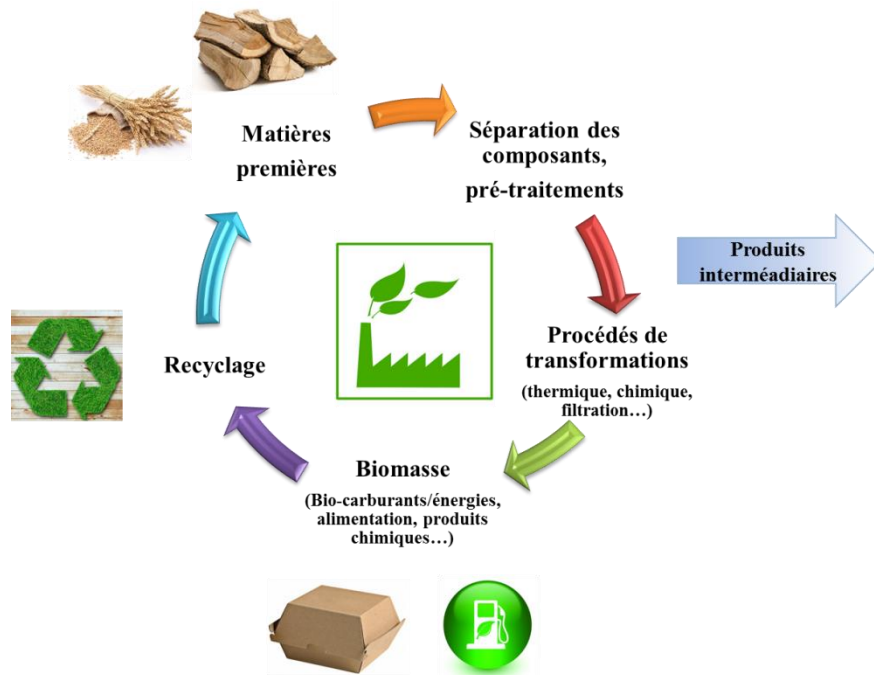 Matières
premières
Séparation des
composants,
pré-traitements
Produits
interméadiaires
Procédés de
transformations
(thermique, chimique,
filtration…)
Recyclage
Biomasse
(Bio-carburants/énergies,
alimentation, produits
chimiques…)